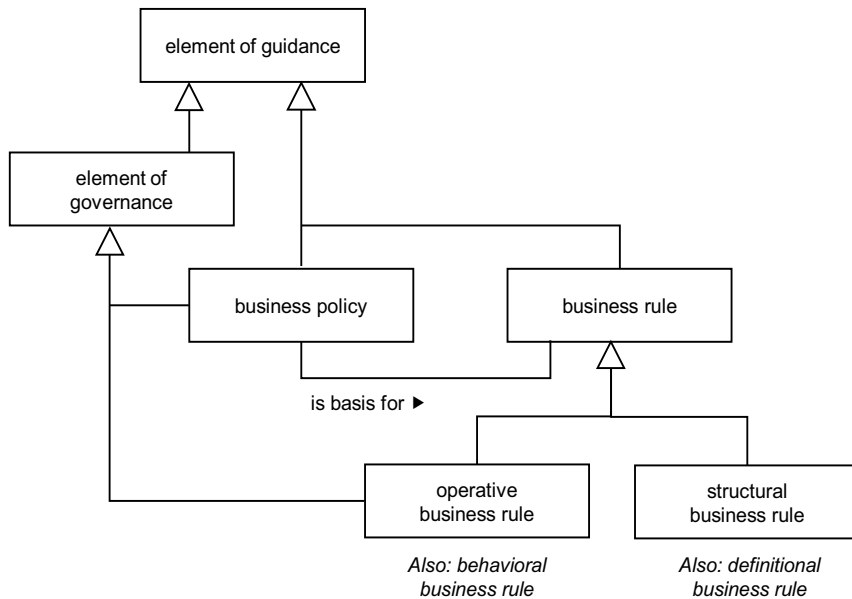 element of guidance
element of
governance
business policy
business rule
is basis for ▶
operative
business rule
structural
business rule
Also: behavioral
business rule
Also: definitional
business rule